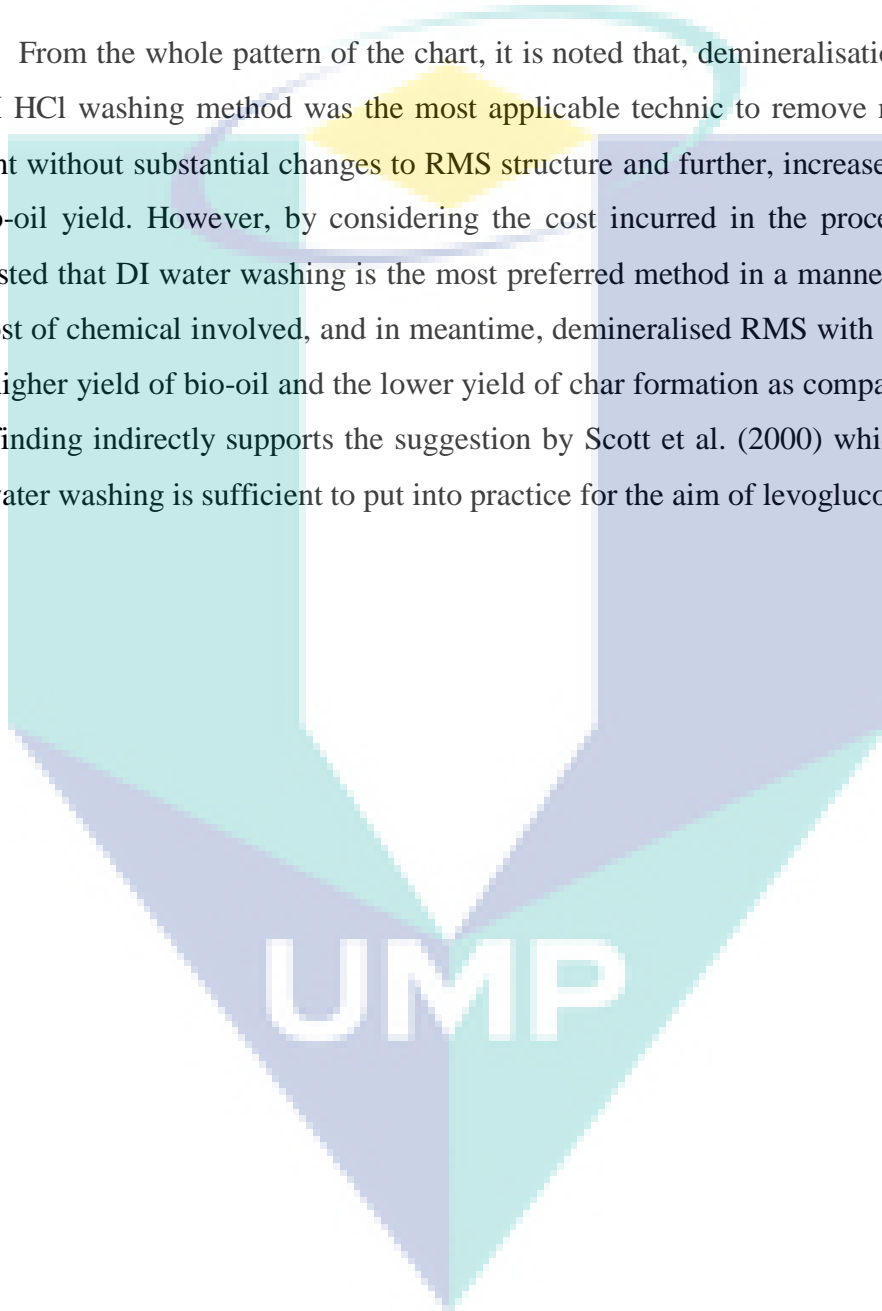 From the whole pattern of the chart, it is noted that, demineralisatio
HCl washing method was the most applicable technic to remove
nt without substantial changes to RMS structure and further, increase
o-oil yield. However, by considering the cost incurred in the proce
sted that DI water washing is the most preferred method in a manne
ost of chemical involved, and in meantime, demineralised RMS with
higher yield of bio-oil and the lower yield of char formation as compa
finding indirectly supports the suggestion by Scott et al. (2000) whi
water washing is sufficient to put into practice for the aim of levogluco
UMP